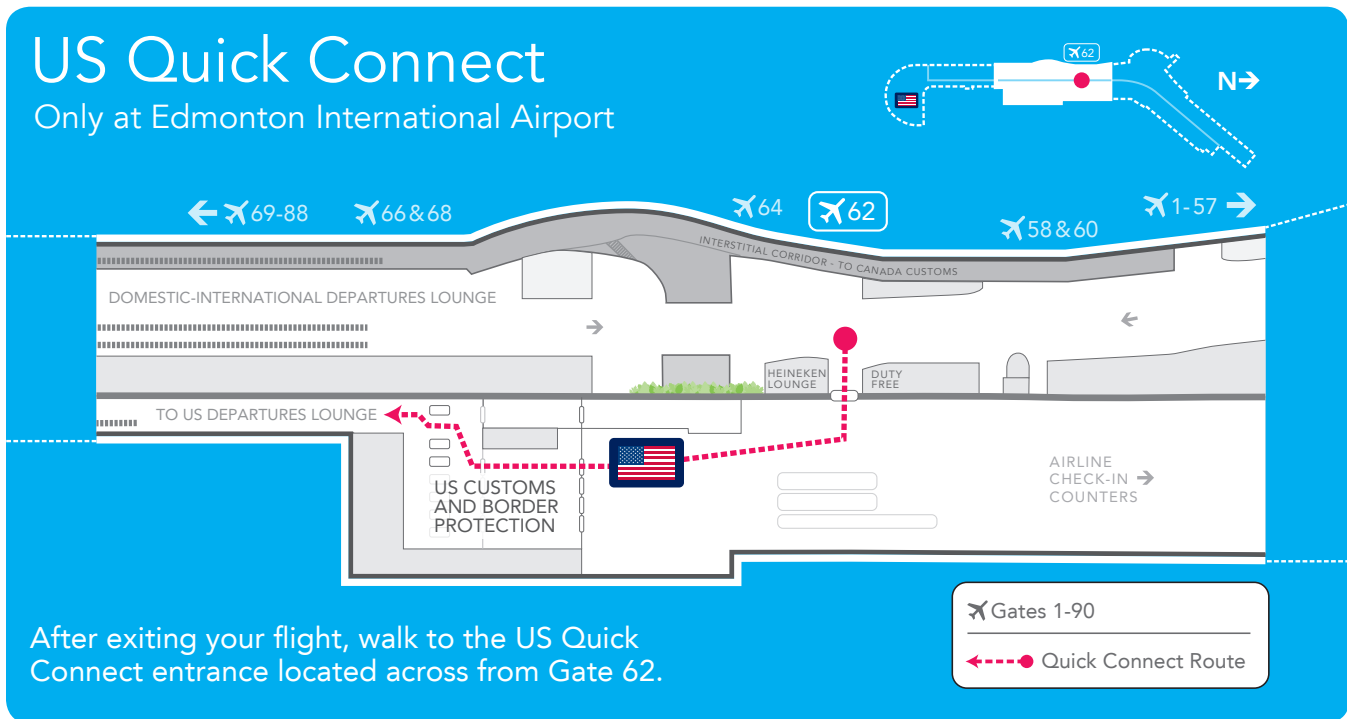 US Quick Connect
Only at Edmonton International Airport
62
N
69-88
66 & 68
64
62
58 & 60
1-57
INTERSTITIAL CORRIDOR - TO CANADA CUSTOMS
DOMESTIC-INTERNATIONAL DEPARTURES LOUNGE
HEINEKEN
LOUNGE
DUTY
FREE
TO US DEPARTURES LOUNGE
US CUSTOMS
AND BORDER
PROTECTION
AIRLINE
CHECK-IN
COUNTERS
After exiting your flight, walk to the US Quick
Connect entrance located across from Gate 62.
Gates 1-90
Quick Connect Route